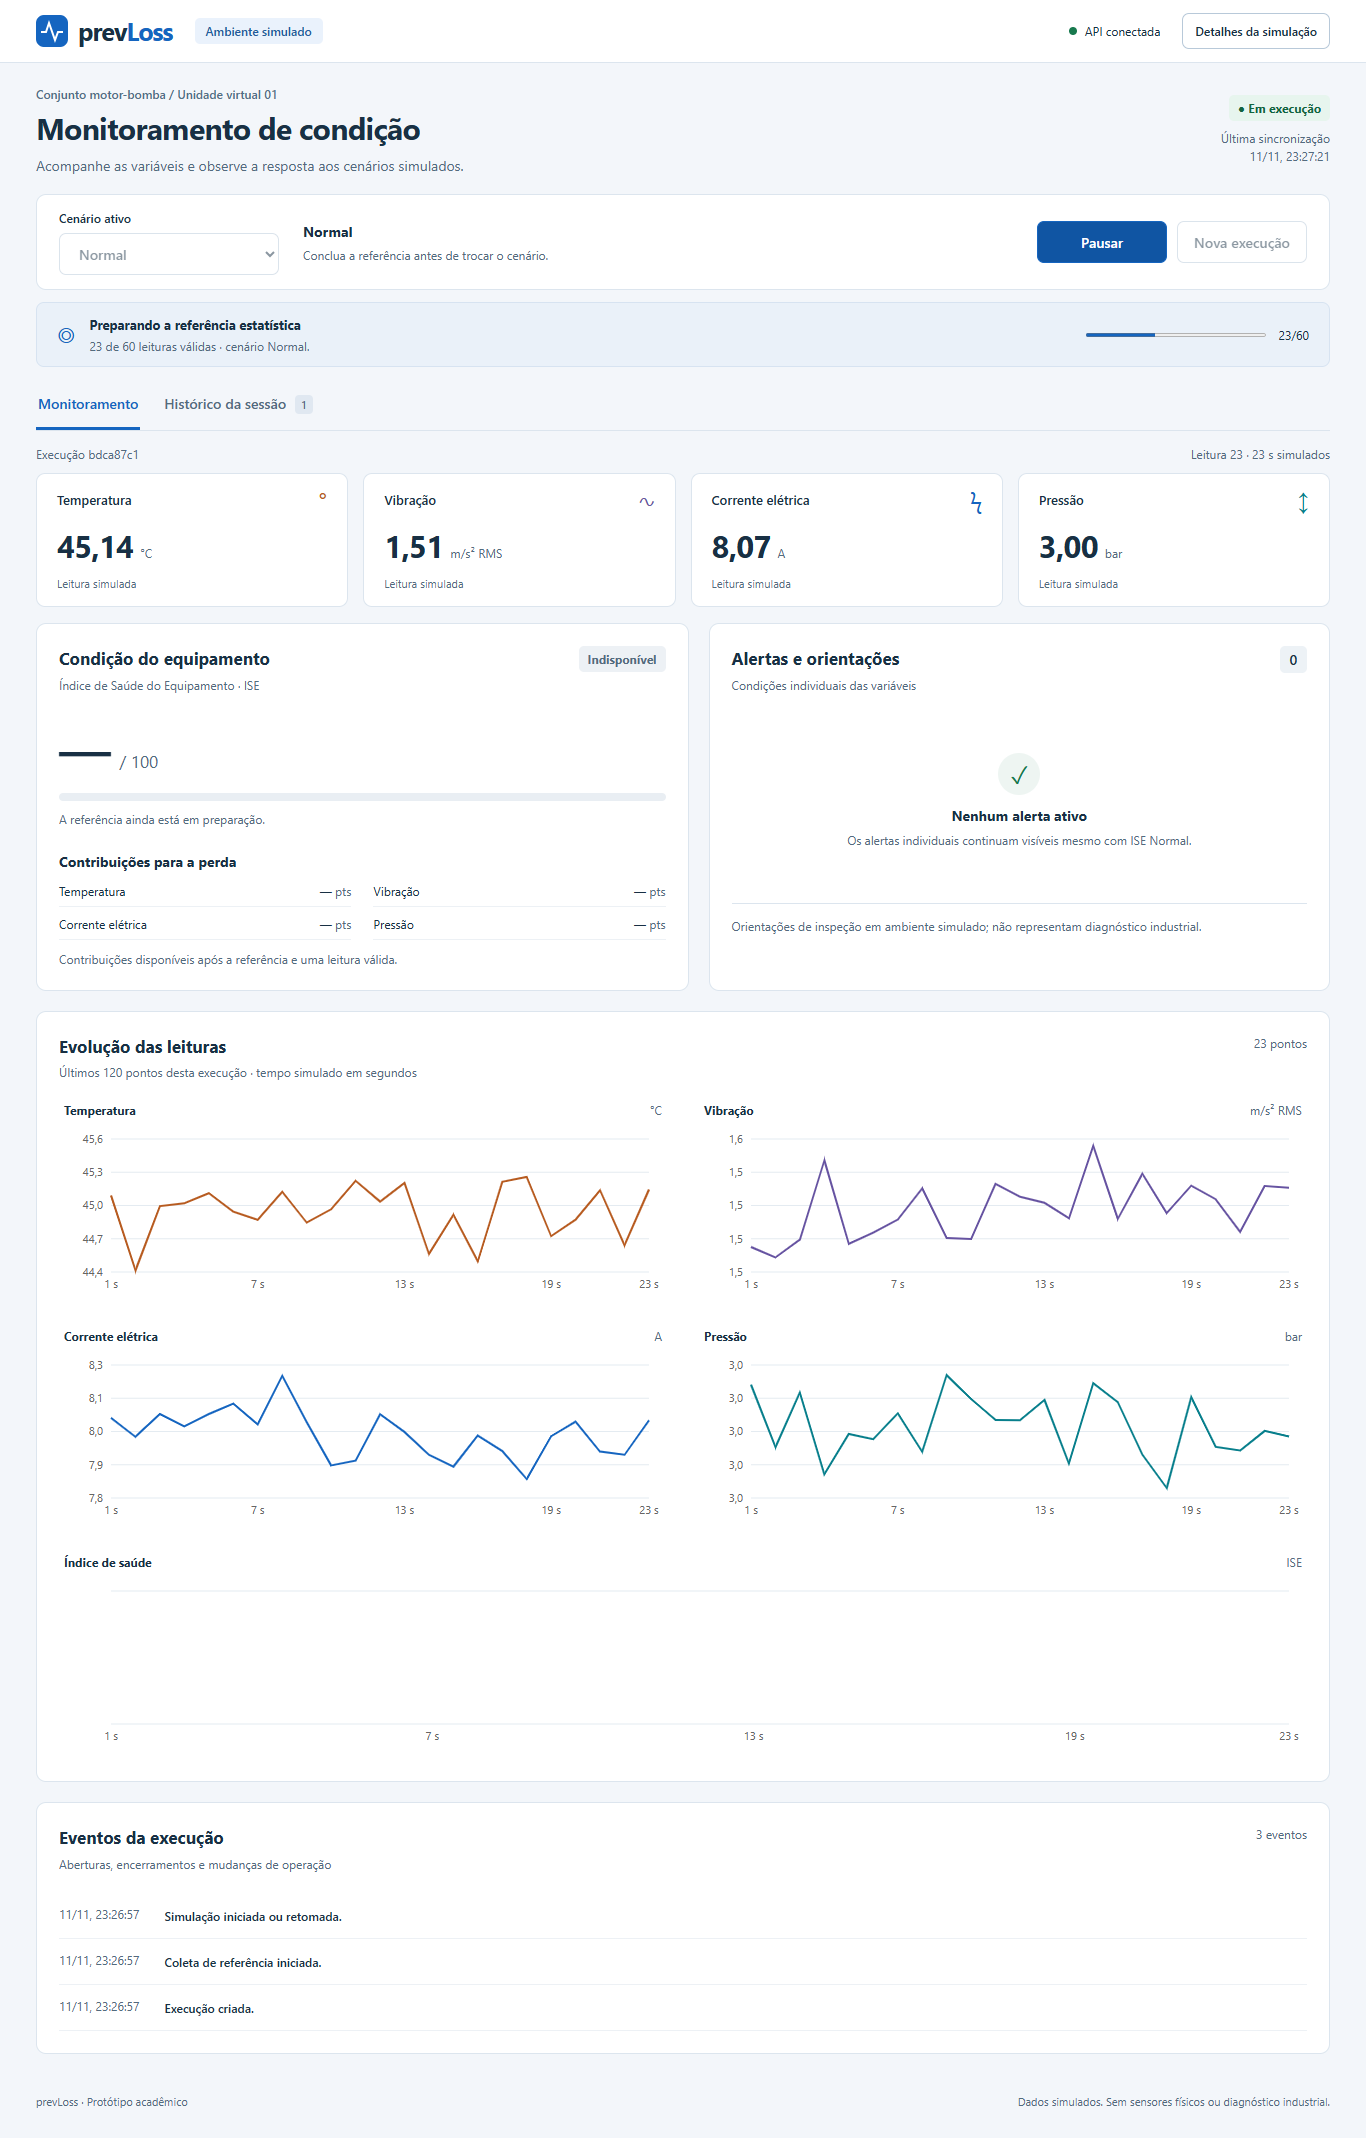 prevLoss Ambiente simulado
API conectada Detalhes da simulação
Conjunto motor-bomba / Unidade virtual 01
Monitoramento de condição
Acompanhe as variáveis e observe a resposta aos cenários simulados.
• Em execução
Última sincronização
11/11, 23:27:21
Cenário ativo
Normal
Normal
Conclua a referência antes de trocar o cenário.
Pausar Nova execução
Preparando a referência estatística
23 de 60 leituras válidas · cenário Normal.
23/60
Monitoramento Histórico da sessão 1
Execução bdca87c1 Leitura 23 · 23 s simulados
Temperatura
45,14 °C
Leitura simulada
Vibração
1,51 m/s² RMS
Leitura simulada
Corrente elétrica
8,07 A
Leitura simulada
Pressão
3,00 bar
Leitura simulada
Condição do equipamento Indisponível
Índice de Saúde do Equipamento · ISE
— / 100
A referência ainda está em preparação.
Contribuições para a perda
Temperatura — pts Vibração — pts
Corrente elétrica — pts Pressão — pts
Contribuições disponíveis após a referência e uma leitura válida.
Alertas e orientações 0
Condições individuais das variáveis
✓
Nenhum alerta ativo
Os alertas individuais continuam visíveis mesmo com ISE Normal.
Orientações de inspeção em ambiente simulado; não representam diagnóstico industrial.
Evolução das leituras 23 pontos
Últimos 120 pontos desta execução · tempo simulado em segundos
Temperatura °C
45,6
45,3
45,0
44,7
44,4
1 s 7 s 13 s 19 s 23 s
Vibração m/s² RMS
1,6
1,5
1,5
1,5
1,5
1 s 7 s 13 s 19 s 23 s
Corrente elétrica A
8,3
8,1
8,0
7,9
7,8
1 s 7 s 13 s 19 s 23 s
Pressão bar
3,0
3,0
3,0
3,0
3,0
1 s 7 s 13 s 19 s 23 s
Índice de saúde ISE
1 s 7 s 13 s 19 s 23 s
Eventos da execução 3 eventos
Aberturas, encerramentos e mudanças de operação
11/11, 23:26:57 Simulação iniciada ou retomada.
11/11, 23:26:57 Coleta de referência iniciada.
11/11, 23:26:57 Execução criada.
prevLoss · Protótipo acadêmico Dados simulados. Sem sensores físicos ou diagnóstico industrial.